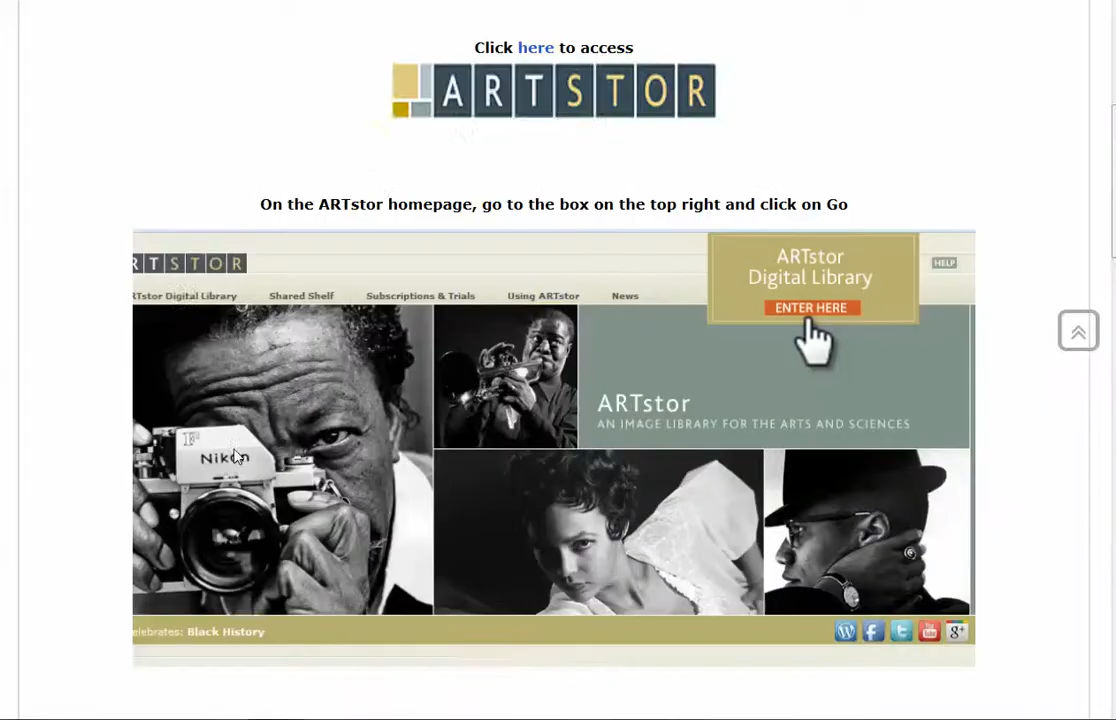 Click here to access
ARTSTOR
On the ARTstor homepage, go to the box on the top right and click on Go
RTSTOR
ARTstor
Digital Library
ENTER HERE
HELP
RTstor Digital Library Shared Shelf Subscriptions & Trials Using ARTstor News
F
Nikon
ARTstor
AN IMAGE LIBRARY FOR THE ARTS AND SCIENCES
elebrates: Black History